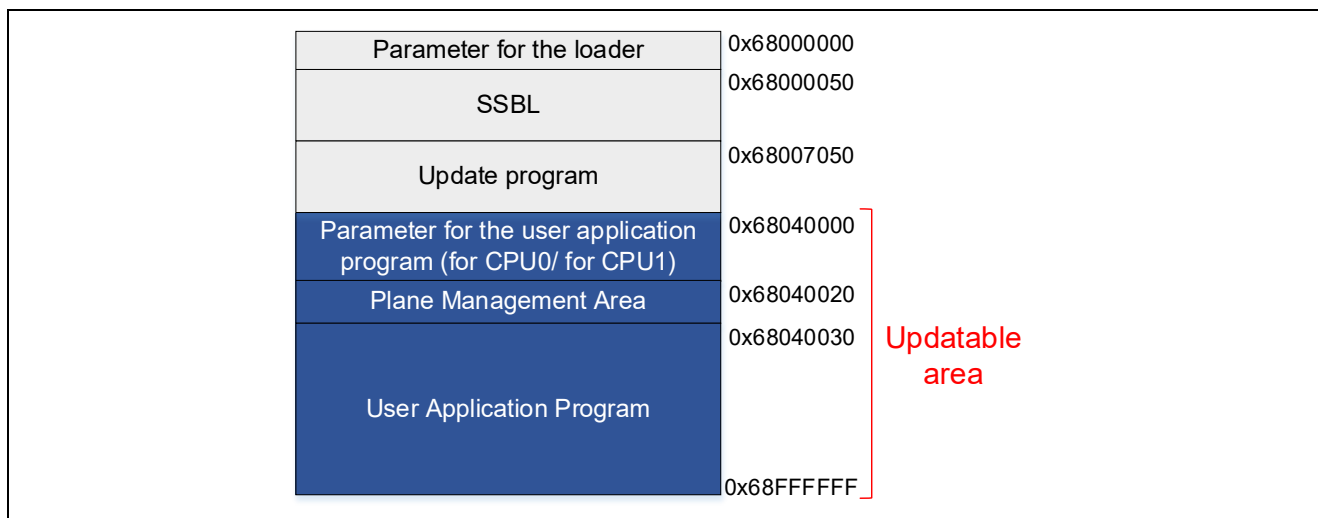 Parameter for the loader
0x68000000
SSBL
0x68000050
Update program
0x68007050
Parameter for the user application
program (for CPU0/ for CPU1)
0x68040000
Plane Management Area
0x68040020
User Application Program
0x68040030
0x68FFFFFF
Updatable
area